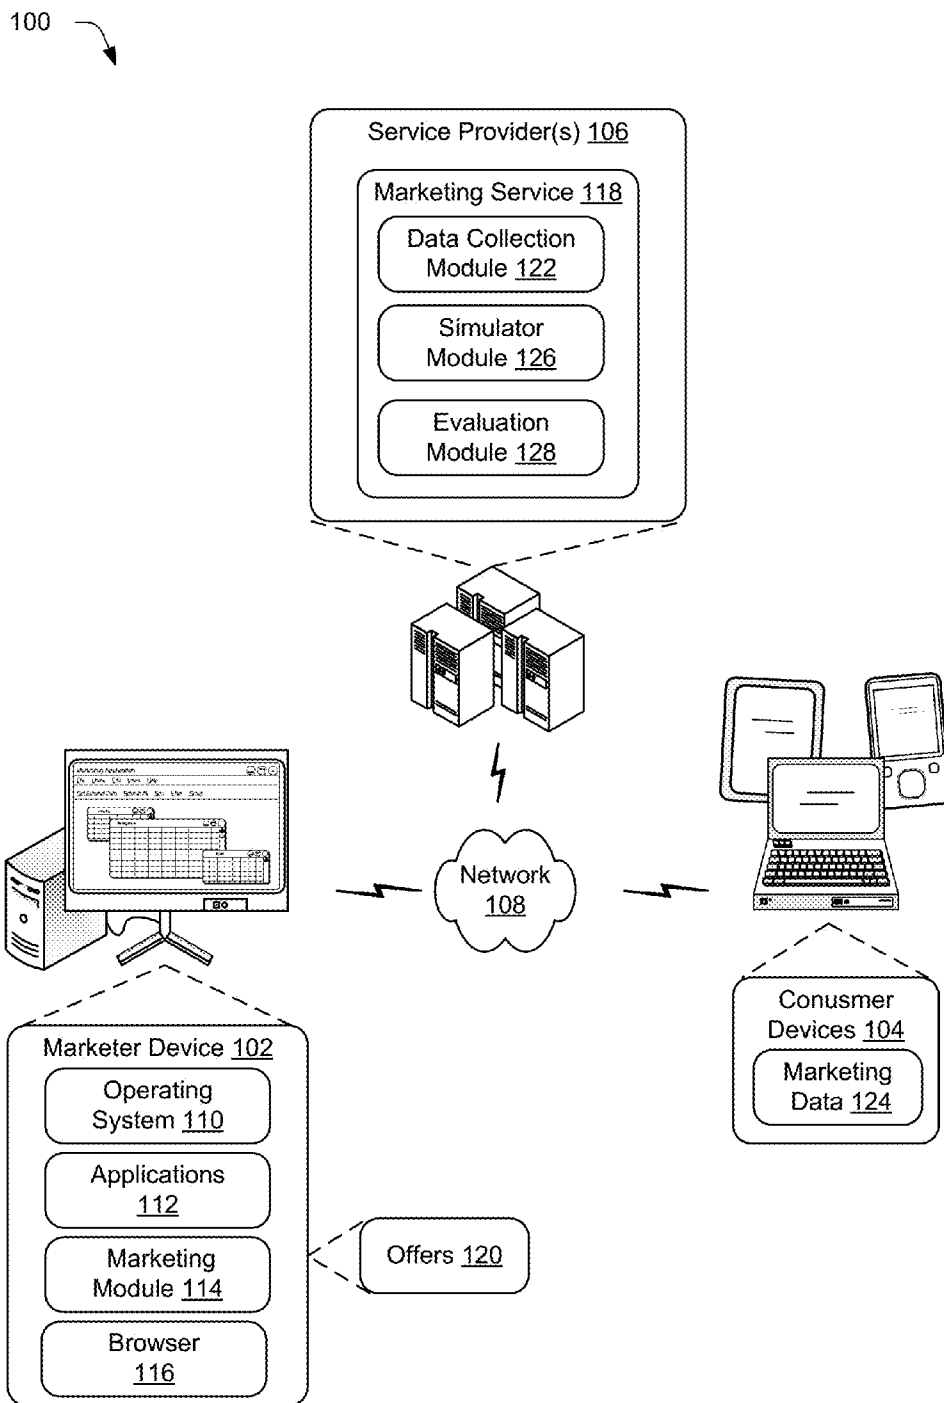 100
Service Provider(s) 106
Marketing Service 118
Data Collection
Module 122
Simulator
Module 126
Evaluation
Module 128
Network
108
Marketer Device 102
Operating
System 110
Applications
112
Marketing
Module 114
Browser
116
Offers 120
Conusmer
Devices 104
Marketing
Data 124